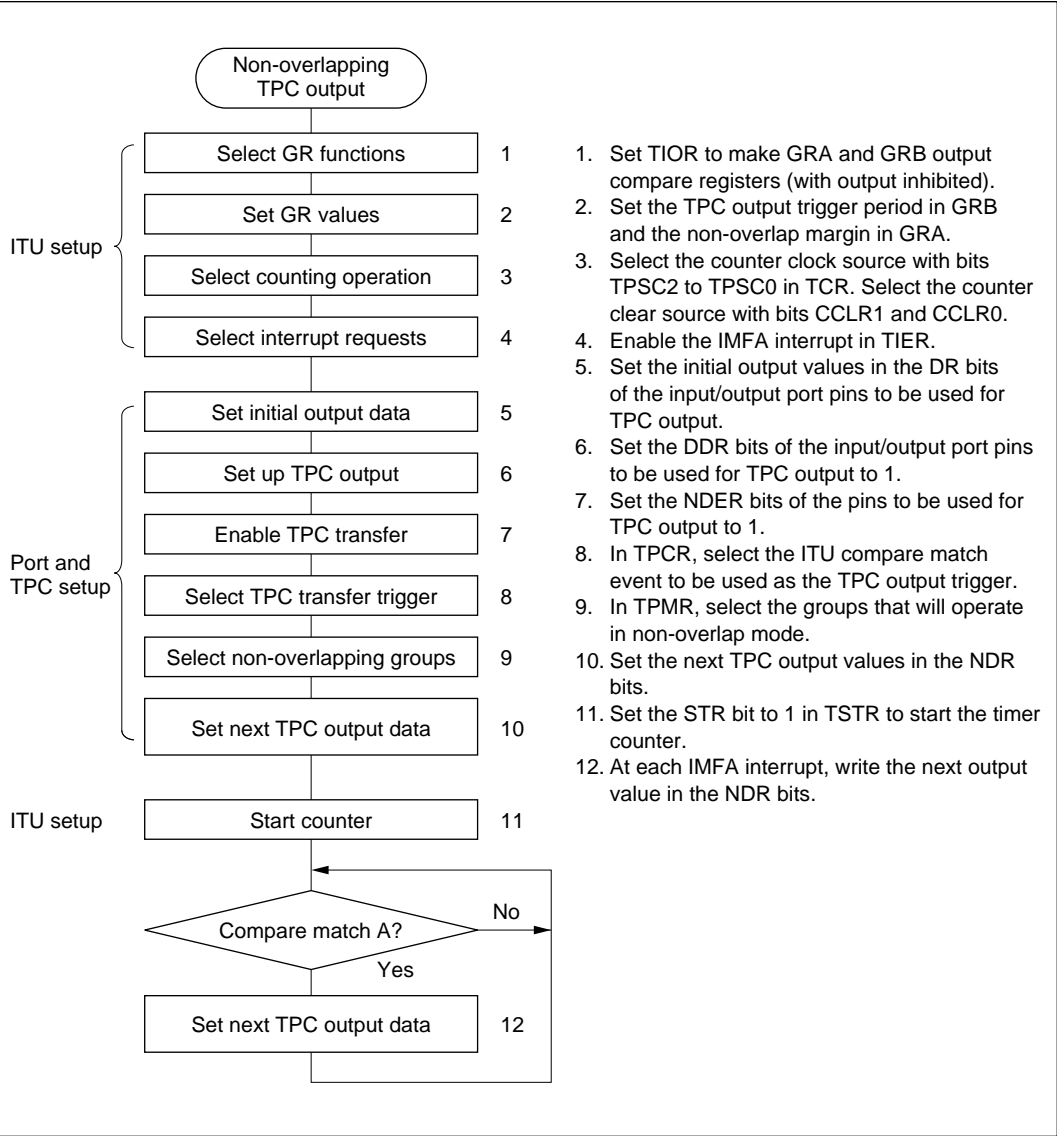 Non-overlapping
TPC output
ITU setup
Select GR functions 1
Set GR values 2
Select counting operation 3
Select interrupt requests 4
Port and
TPC setup
Set initial output data 5
Set up TPC output 6
Enable TPC transfer 7
Select TPC transfer trigger 8
Select non-overlapping groups 9
Set next TPC output data 10
ITU setup
Start counter 11
Compare match A?
No
Yes
Set next TPC output data 12
1. Set TIOR to make GRA and GRB output
compare registers (with output inhibited).
2. Set the TPC output trigger period in GRB
and the non-overlap margin in GRA.
3. Select the counter clock source with bits
TPSC2 to TPSC0 in TCR. Select the counter
clear source with bits CCLR1 and CCLR0.
4. Enable the IMFA interrupt in TIER.
5. Set the initial output values in the DR bits
of the input/output port pins to be used for
TPC output.
6. Set the DDR bits of the input/output port pins
to be used for TPC output to 1.
7. Set the NDER bits of the pins to be used for
TPC output to 1.
8. In TPCR, select the ITU compare match
event to be used as the TPC output trigger.
9. In TPMR, select the groups that will operate
in non-overlap mode.
10. Set the next TPC output values in the NDR
bits.
11. Set the STR bit to 1 in TSTR to start the timer
counter.
12. At each IMFA interrupt, write the next output
value in the NDR bits.